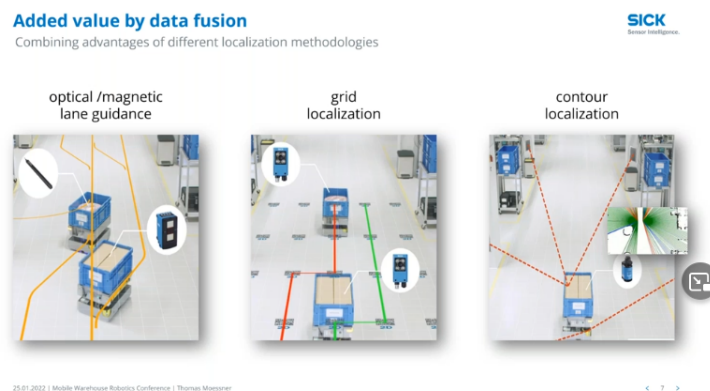 Added value by data fusion
Combining advantages of different localization methodologies
SICK
Sensor Intelligence.
optical /magnetic
lane guidance
grid
localization
contour
localization
25.01.2022 | Mobile Warehouse Robotics Conference | Thomas Moessner
< 7 >